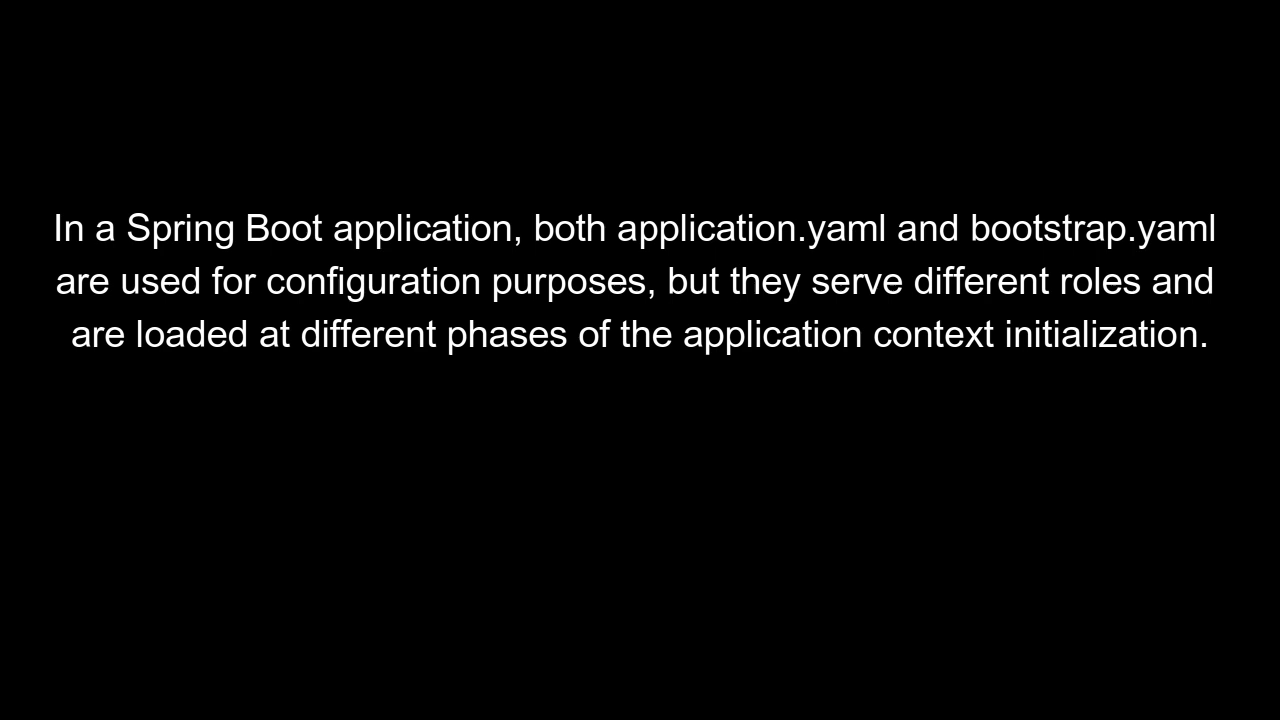 In a Spring Boot application, both application.yaml and bootstrap.yaml
are used for configuration purposes, but they serve different roles and
are loaded at different phases of the application context initialization.